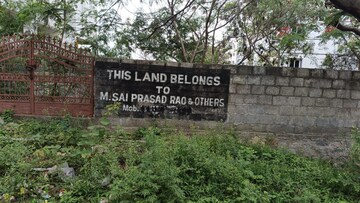 THIS LAND BELONGS
TO
M. SAI PRASAD RAO & OTHERS